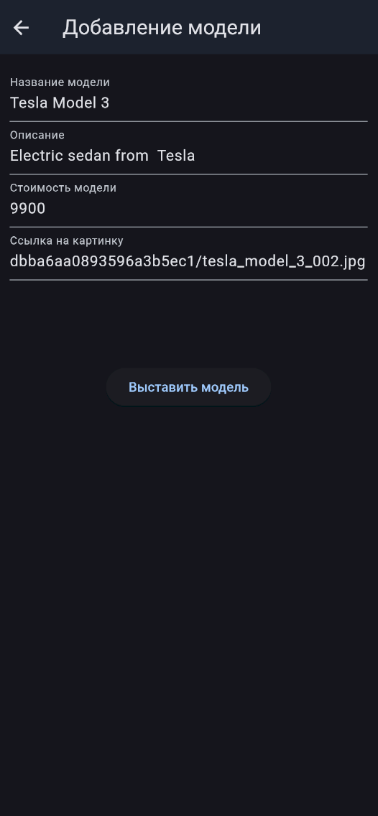 Добавление модели
Название модели
Tesla Model 3
Описание
Electric sedan from  Tesla
Стоимость модели
9900
Ссылка на картинку
dbba6aa0893596a3b5ec1/tesla_model_3_002.jpg
Выставить модель